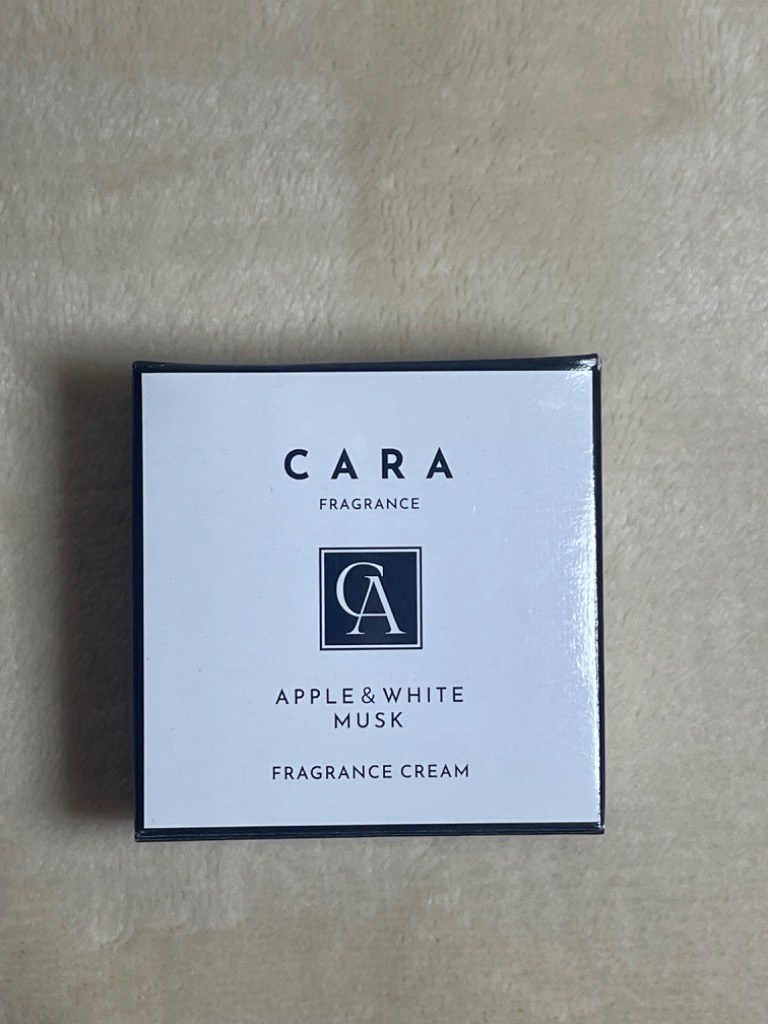 CARA
FRAGRANCE
CA
APPLE & WHITE
MUSK
FRAGRANCE CREAM